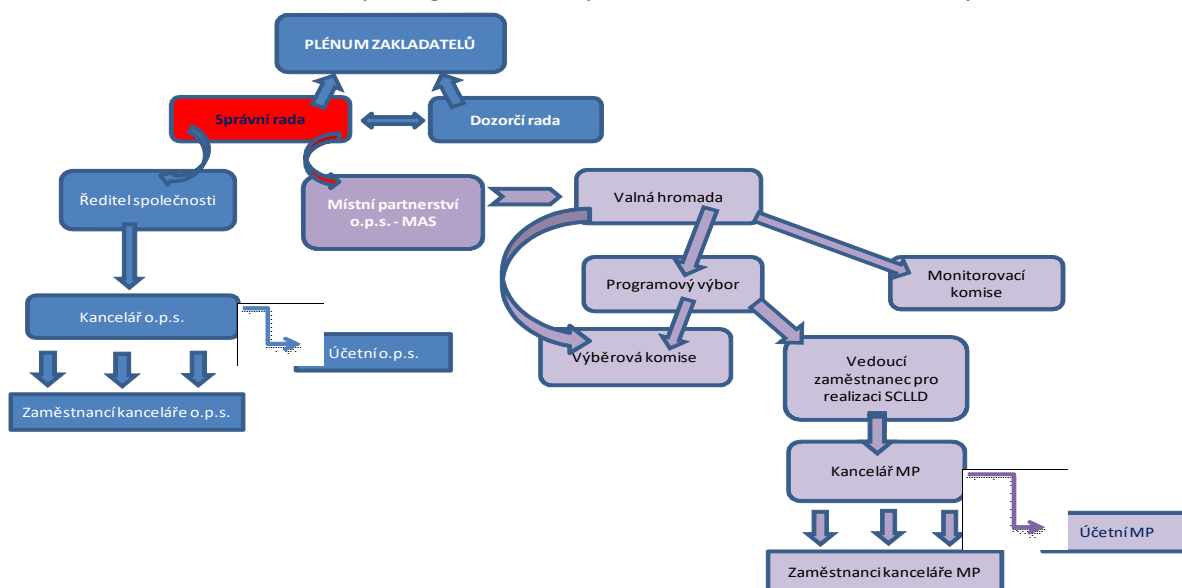 PLÉNUM ZAKLADATELŮ
Správní rada
Dozorčí rada
Ředitel společnosti
Místní partnerství
o.p.s. - MAS
Valná hromada
Programový výbor
Monitorovací
komise
Kancelář o.p.s.
Účetní o.p.s.
Výběrová komise
Vedoucí
zaměstnanec pro
realizaci SCLLD
Zaměstnancí kanceláře o.p.s.
Kancelář MP
Účetní MP
Zaměstnanci kanceláře MP